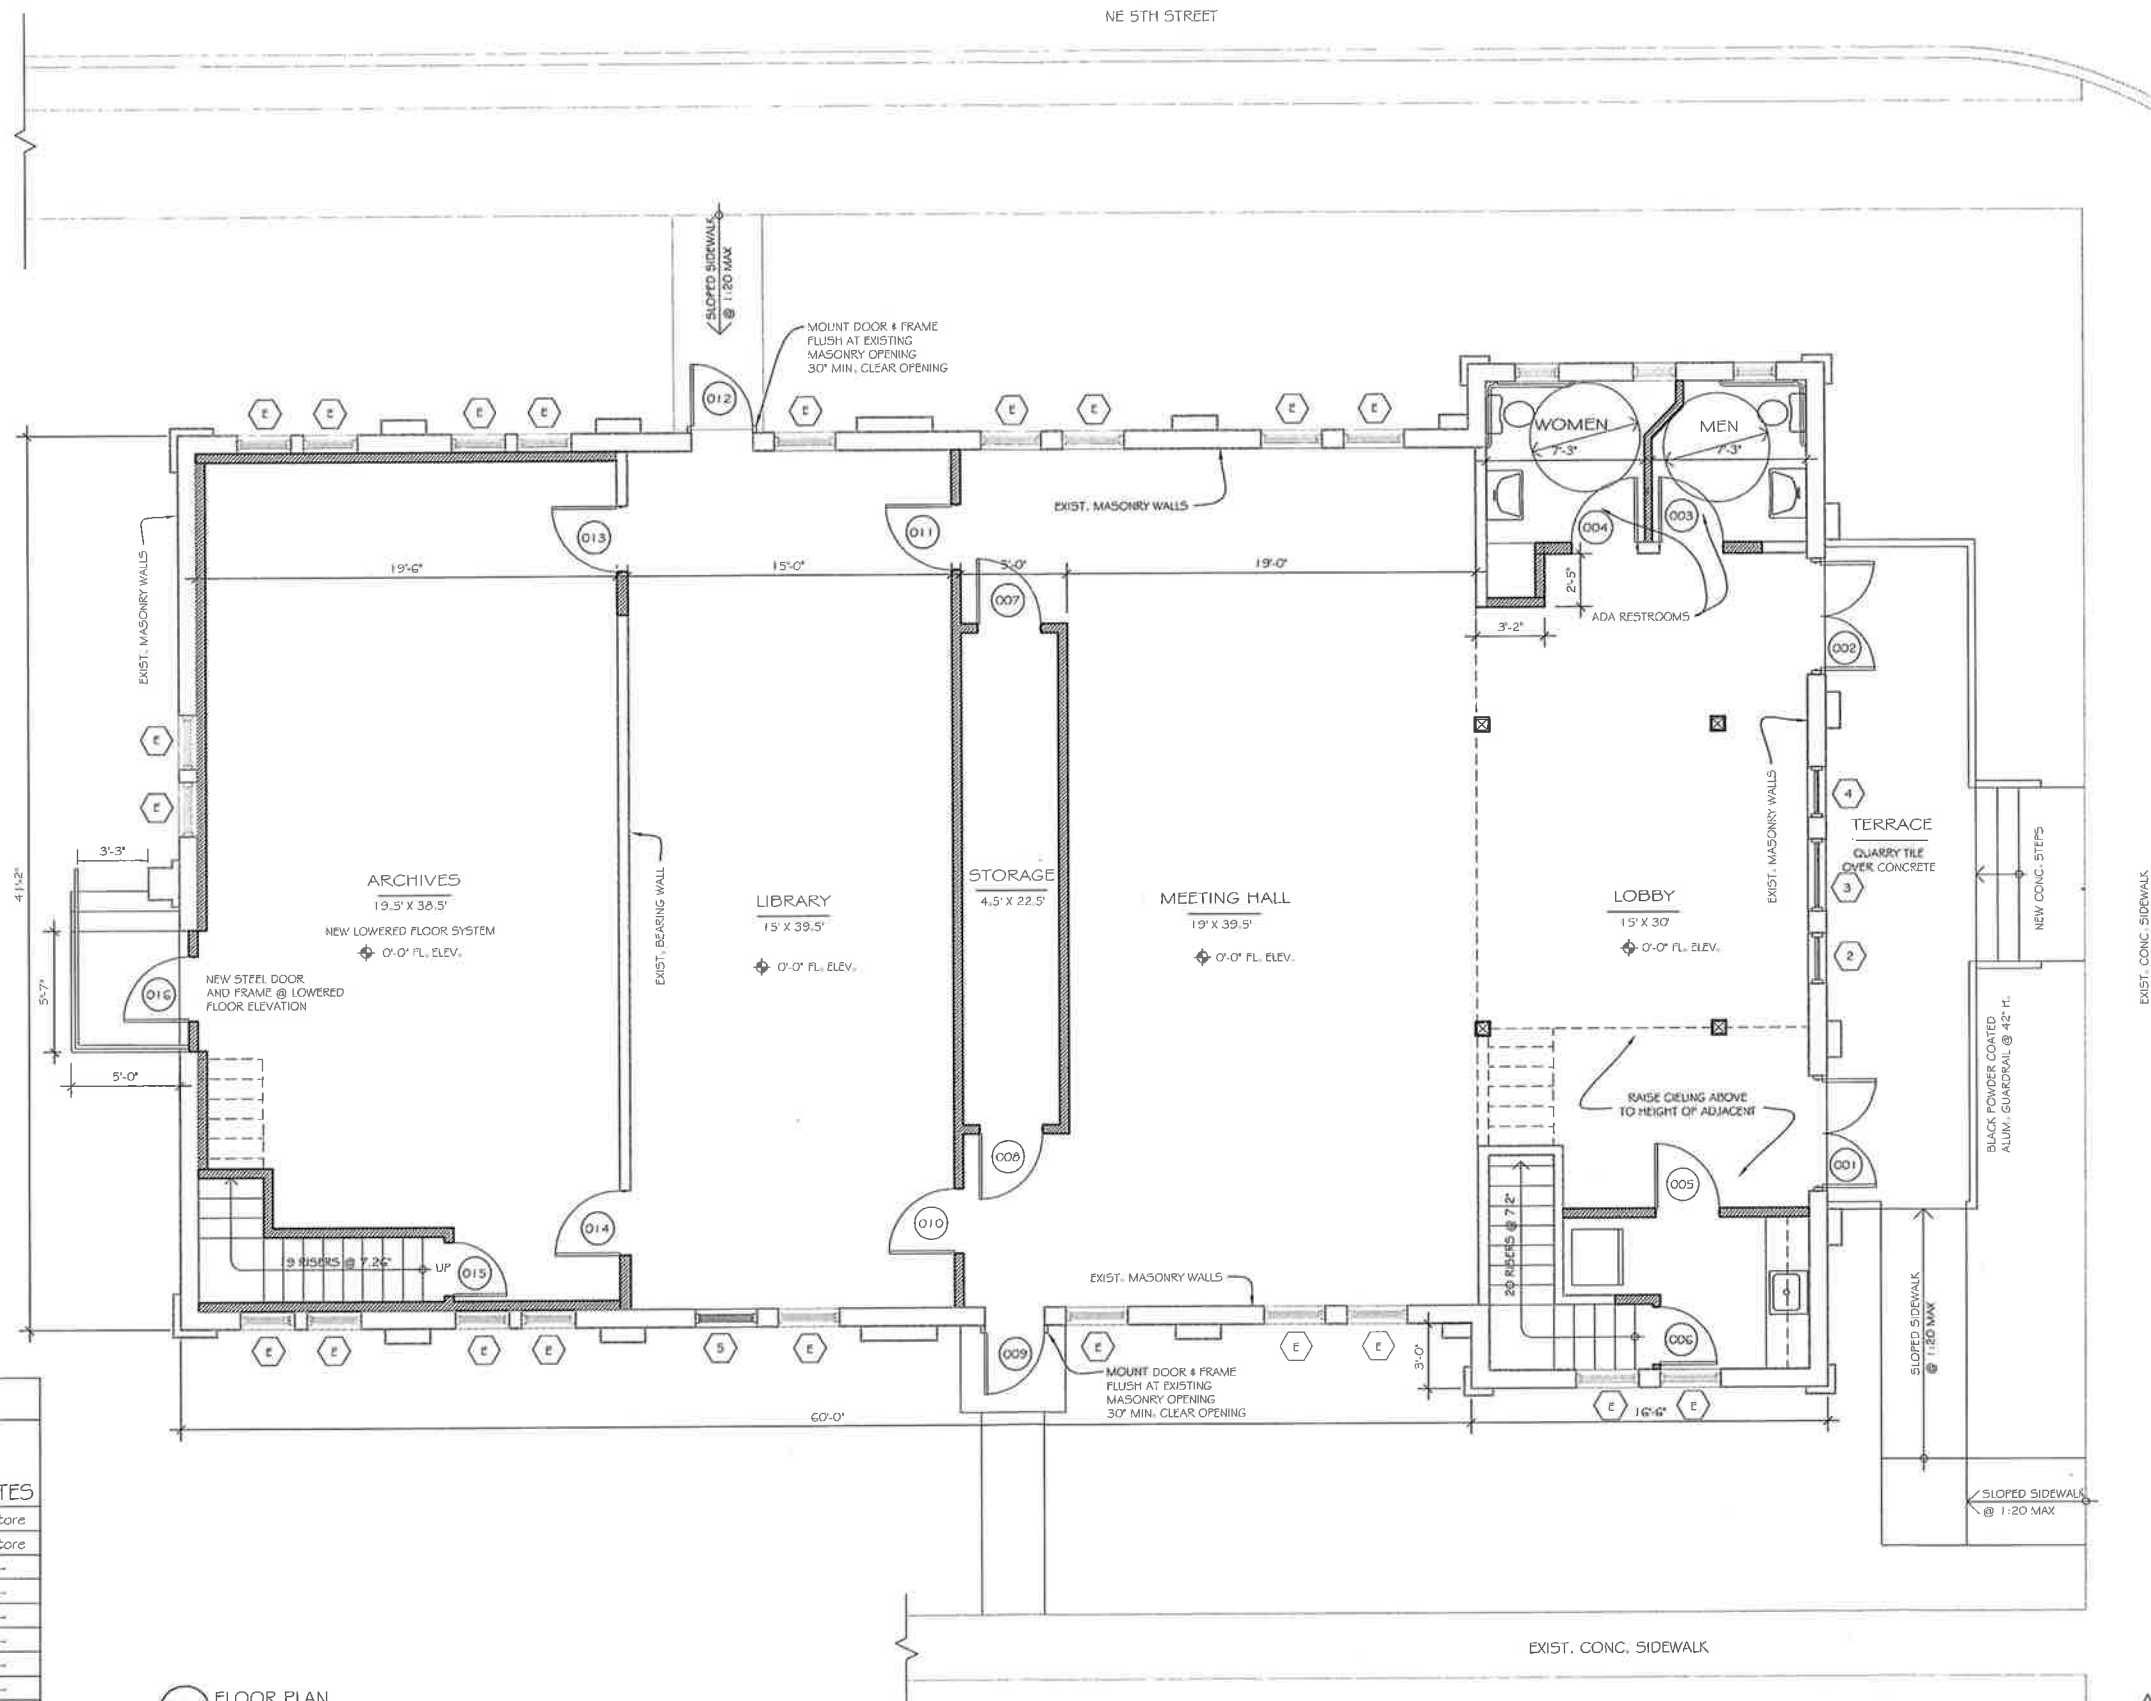 NE 5TH STREET
SLOPED SIDEWALK
@ 1:20 MAX
MOUNT DOOR & FRAME
FLUSH AT EXISTING
MASONRY OPENING
30" MIN. CLEAR OPENING
012
E
E
E
E
E
E
E
E
E
WOMEN
7'-3"
MEN
7'-3"
EXIST. MASONRY WALLS
EXIST. MASONRY WALLS
013
011
004
003
19'-6"
15'-0"
5'-0"
19'-0"
2'-5"
007
ADA RESTROOMS
3'-2"
002
E
E
EXIST. MASONRY WALLS
4
TERRACE
QUARRY TILE
OVER CONCRETE
3
2
NEW CONC. STEPS
EXIST. CONC. SIDEWALK
41'-2"
3'-3"
ARCHIVES
19.5' X 38.5'
NEW LOWERED FLOOR SYSTEM
0'-0" FL. ELEV.
EXIST. BEARING WALL
LIBRARY
15' X 39.5'
0'-0" FL. ELEV.
STORAGE
4.5' X 22.5'
MEETING HALL
19' X 39.5'
0'-0" FL. ELEV.
LOBBY
15' X 30'
0'-0" FL. ELEV.
NEW STEEL DOOR
AND FRAME @ LOWERED
FLOOR ELEVATION
016
5'-7"
5'-0"
BLACK POWDER COATED
ALUM. GUARDRAIL @ 42" H.
RAISE CIELING ABOVE
TO HEIGHT OF ADJACENT
008
001
005
014
010
20 RISERS @ 7.2"
19 RISERS @ 7.26"
UP
015
EXIST. MASONRY WALLS
006
SLOPED SIDEWALK
@ 1:20 MAX
E
E
E
E
5
E
009
E
E
E
3'-0"
MOUNT DOOR & FRAME
FLUSH AT EXISTING
MASONRY OPENING
30" MIN. CLEAR OPENING
E
16'-6"
E
60'-0"
TES
tore
tore
SLOPED SIDEWALK
@ 1:20 MAX
EXIST. CONC. SIDEWALK
FLOOR PLAN